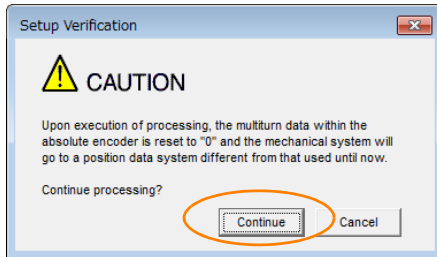 Setup Verification
CAUTION
Upon execution of processing, the multiturn data within the
absolute encoder is reset to "0" and the mechanical system will
go to a position data system different from that used until now.
Continue processing?
Continue Cancel